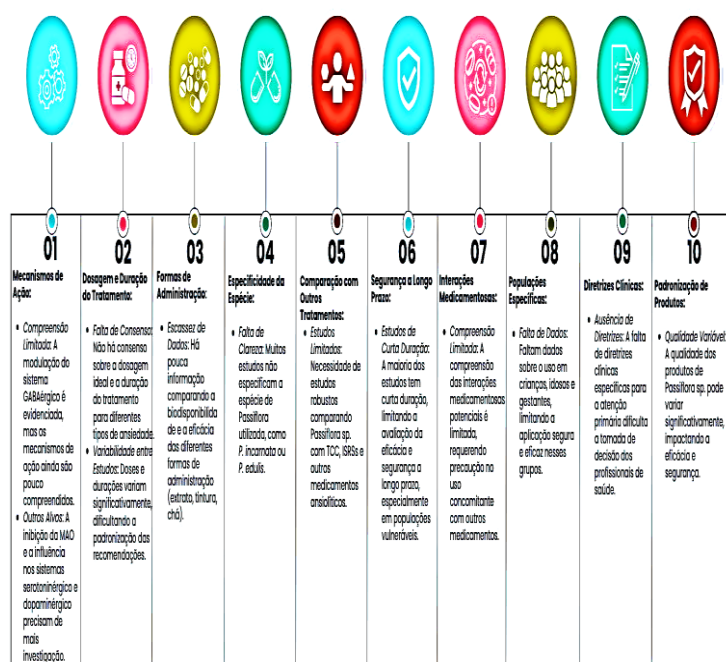 01
Mecanismos de
Ação:
• Compreensão
Limitada: A
modulação do
sistema
GABAérgico é
evidenciada,
mas os
mecanismos de
ação ainda são
pouco
compreendidos.
• Outros Alvos: A
inibição da MAO
e a influência
nos sistemas
serotoninérgico e
dopaminérgico
precisam de
mais
investigação.
02
Dosagem e Duração
do Tratamento:
• Falta de Consenso:
Não há consenso
sobre a dosagem
ideal e a duração
do tratamento
para diferentes
tipos de ansiedade.
• Variabilidade entre
Estudos: Doses e
durações variam
significativamente,
dificultando a
padronização das
recomendações.
03
Formas de
Administração:
• Escassez de
Dados: Há
pouca
informação
comparando a
biodisponibilida
de e a eficácia
das diferentes
formas de
administração
(extrato, tintura,
chá).
04
Especificidade da
Espécie:
• Falta de
Clareza: Muitos
estudos não
especificam a
espécie de
Passiflora
utilizada, como
P. incarnata ou
P. edulis.
05
Comparação com
Outros
Tratamentos:
• Estudos
Limitados:
Necessidade de
estudos
robustos
comparando
Passiflora sp.
com TCC, ISRSs e
outros
medicamentos
ansiolíticos.
06
Segurança a Longo
Prazo:
• Estudos de
Curta Duração:
A maioria dos
estudos tem
curta duração,
limitando a
avaliação da
eficácia e
segurança a
longo prazo,
especialmente
em populações
vulneráveis.
07
Interações
Medicamentosas:
• Compreensão
Limitada: A
compreensão
das interações
medicamentosas
potenciais é
limitada,
requerendo
precaução no
uso
concomitante
com outros
medicamentos.
08
Populações
Específicas:
• Falta de Dados:
Faltam dados
sobre o uso em
crianças, idosos e
gestantes,
limitando a
aplicação segura
e eficaz nesses
grupos.
09
Diretrizes Clínicas:
• Ausência de
Diretrizes: A falta
de diretrizes
clínicas
específicas para
a atenção
primária dificulta
a tomada de
decisão dos
profissionais de
saúde.
10
Padronização de
Produtos:
• Qualidade Variável:
A qualidade dos
produtos de
Passiflora sp. pode
variar
significativamente,
impactando a
eficácia e
segurança.